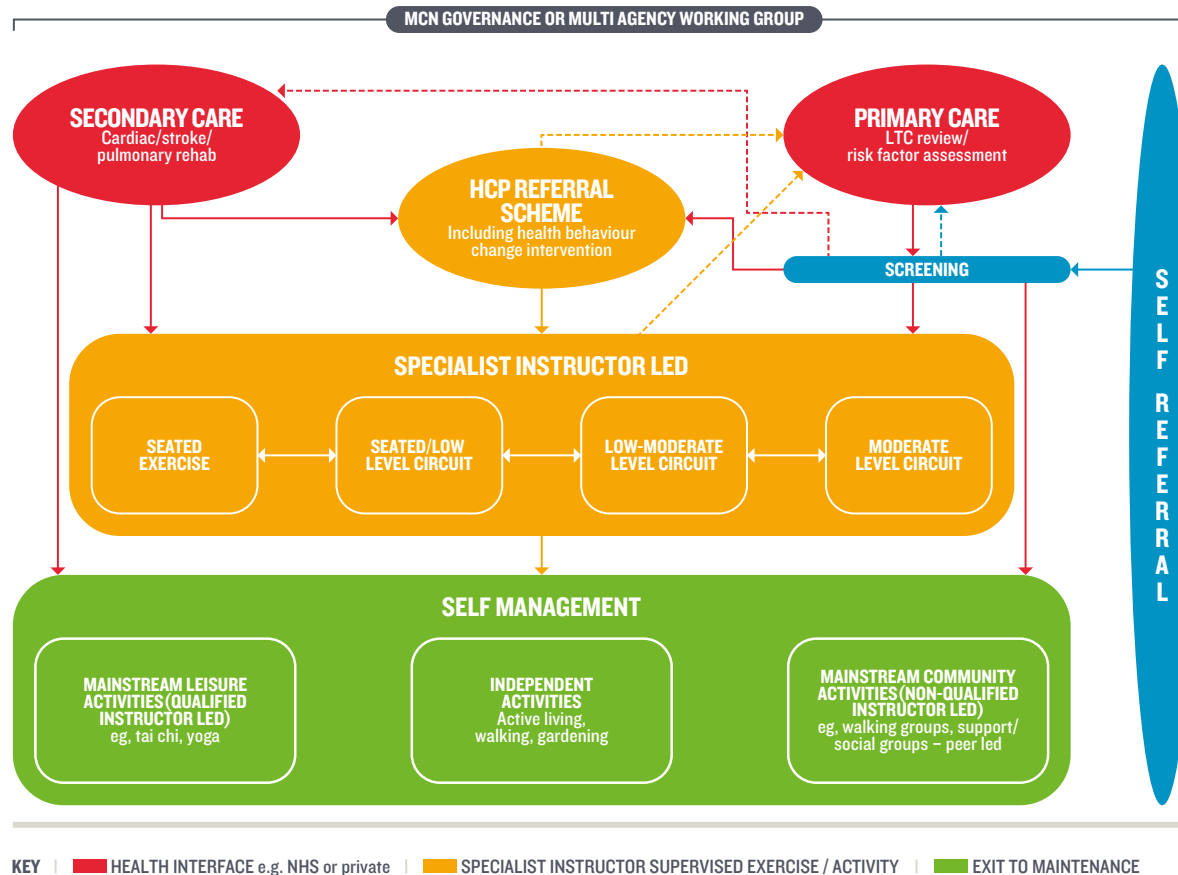 MCN GOVERNANCE OR MULTI AGENCY WORKING GROUP
SECONDARY CARE
Cardiac/stroke/
pulmonary rehab
PRIMARY CARE
LTC review/
risk factor assessment
HCP REFERRAL
SCHEME
Including health behaviour
change intervention
SCREENING
SELF REFERRAL
SPECIALIST INSTRUCTOR LED
SEATED
EXERCISE
SEATED/LOW
LEVEL CIRCUIT
LOW-MODERATE
LEVEL CIRCUIT
MODERATE
LEVEL CIRCUIT
SELF MANAGEMENT
MAINSTREAM LEISURE
ACTIVITIES (QUALIFIED
INSTRUCTOR LED)
eg, tai chi, yoga
INDEPENDENT
ACTIVITIES
Active living,
walking, gardening
MAINSTREAM COMMUNITY
ACTIVITIES (NON-QUALIFIED
INSTRUCTOR LED)
eg, walking groups, support/
social groups – peer led
KEY | HEALTH INTERFACE e.g. NHS or private | SPECIALIST INSTRUCTOR SUPERVISED EXERCISE / ACTIVITY | EXIT TO MAINTENANCE